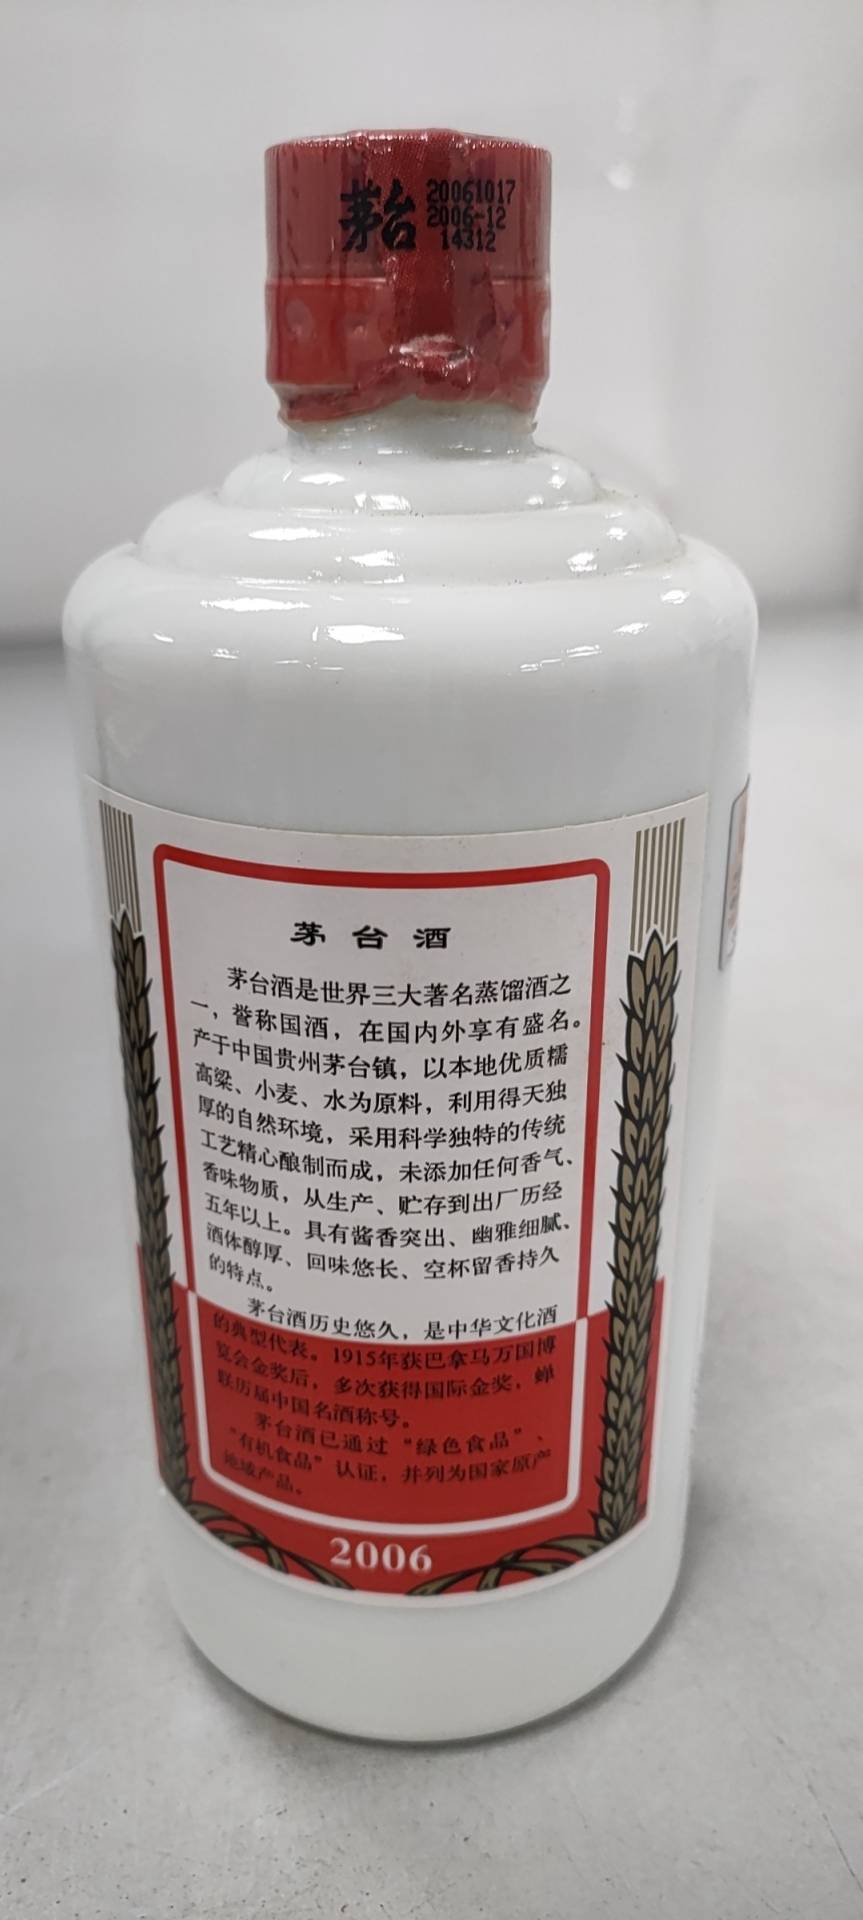 茅台
20061017
2006-12
14312
茅台酒
茅台酒是世界三大著名蒸馏酒之
一，誉称国酒，在国内外享有盛名。
产于中国贵州茅台镇，以本地优质糯
高粱、小麦、水为原料，利用得天独
厚的自然环境，采用科学独特的传统
工艺精心酿制而成，未添加任何香气、
香味物质，从生产、贮存到出厂历经
五年以上。具有酱香突出、幽雅细腻、
酒体醇厚、回味悠长、空杯留香持久
的特点。
茅台酒历史悠久，是中华文化酒
的典型代表。1915年获巴拿马万国博
览会金奖后，多次获得国际金奖，蝉
联历届中国名酒称号。
茅台酒已通过“绿色食品”、
“有机食品”认证，并列为国家原产
地域产品。
2006